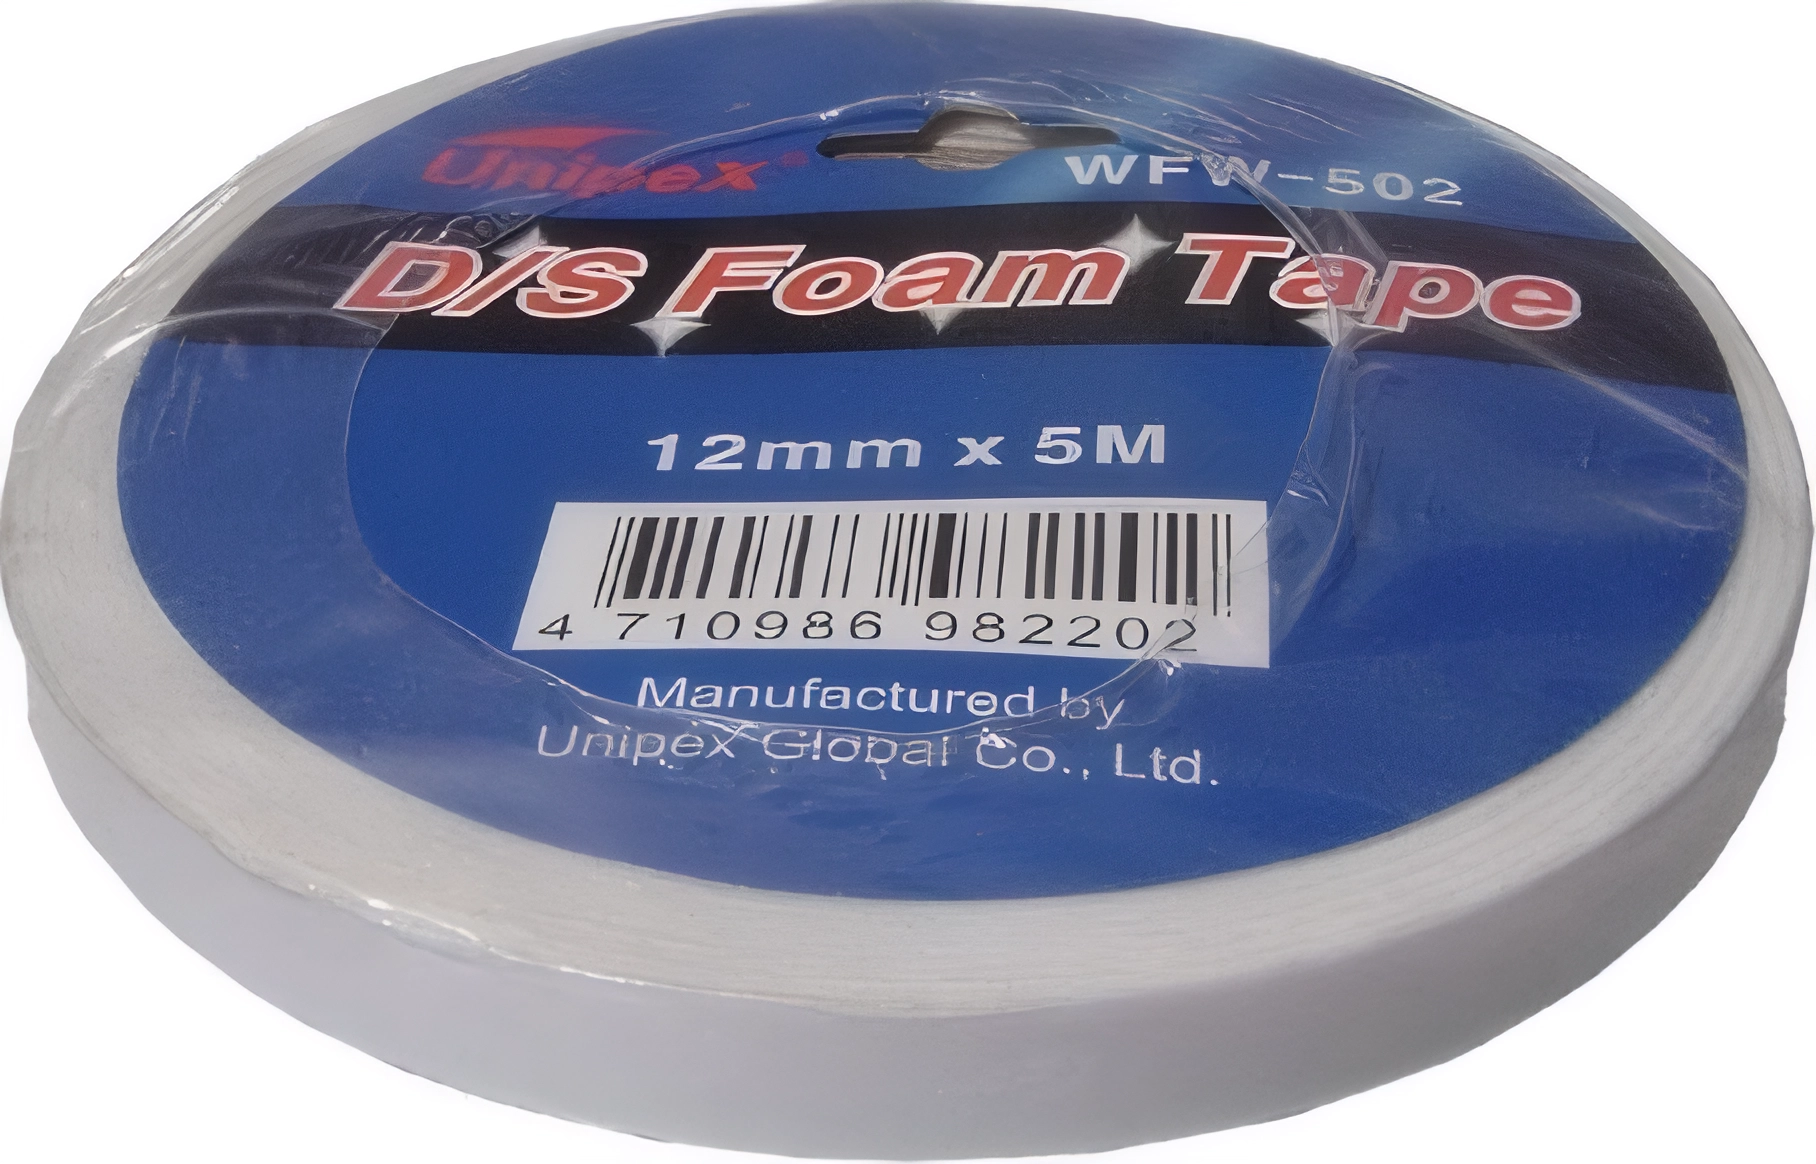 Unipex®
WFW-502
D/S Foam Tape
12mm x 5M
4 710986 982202
Manufactured by
Unipex Global Co., Ltd.